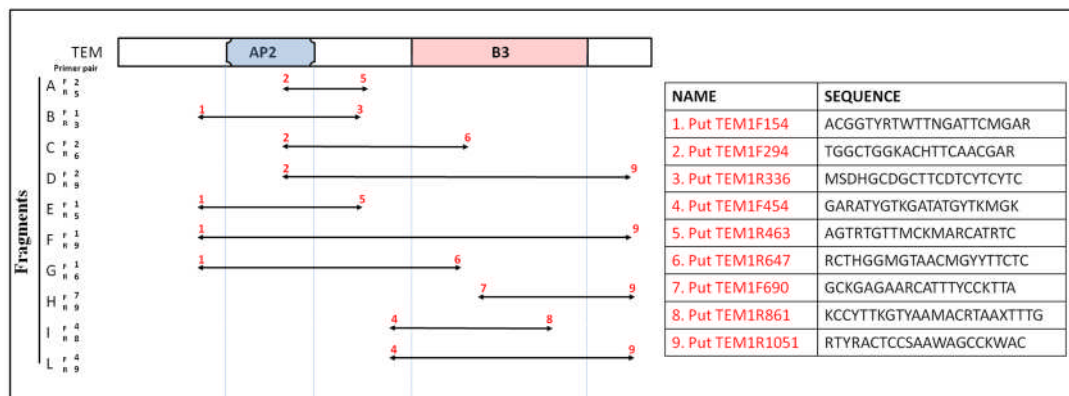 TEM
AP2
B3
Primer pair
Fragments
A F 2 R 5
2 5
B F 1 R 3
1 3
C F 2 R 6
2 6
D F 2 R 9
2 9
E F 1 R 5
1 5
F F 1 R 9
1 9
G F 1 R 6
1 6
H F 7 R 9
7 9
I F 4 R 8
4 8
L F 4 R 9
4 9
NAME SEQUENCE
1. Put TEM1F154 ACGGTYRTWTTNGATTCMGAR
2. Put TEM1F294 TGGCTGGKACHTTCAACGAR
3. Put TEM1R336 MSDHGCDGCTTCDTCYTCYTC
4. Put TEM1F454 GARATYGTKGATATGYTKMGK
5. Put TEM1R463 AGTRTGTTMCKMARCATRTC
6. Put TEM1R647 RCTHGGMGTAACMGYYTTCTC
7. Put TEM1F690 GCKGAGAARCATTTYCCKTTA
8. Put TEM1R861 KCCYTTKGTYAAMACRTAAXTTTG
9. Put TEM1R1051 RTYRACTCCSAAWAGCCKWAC